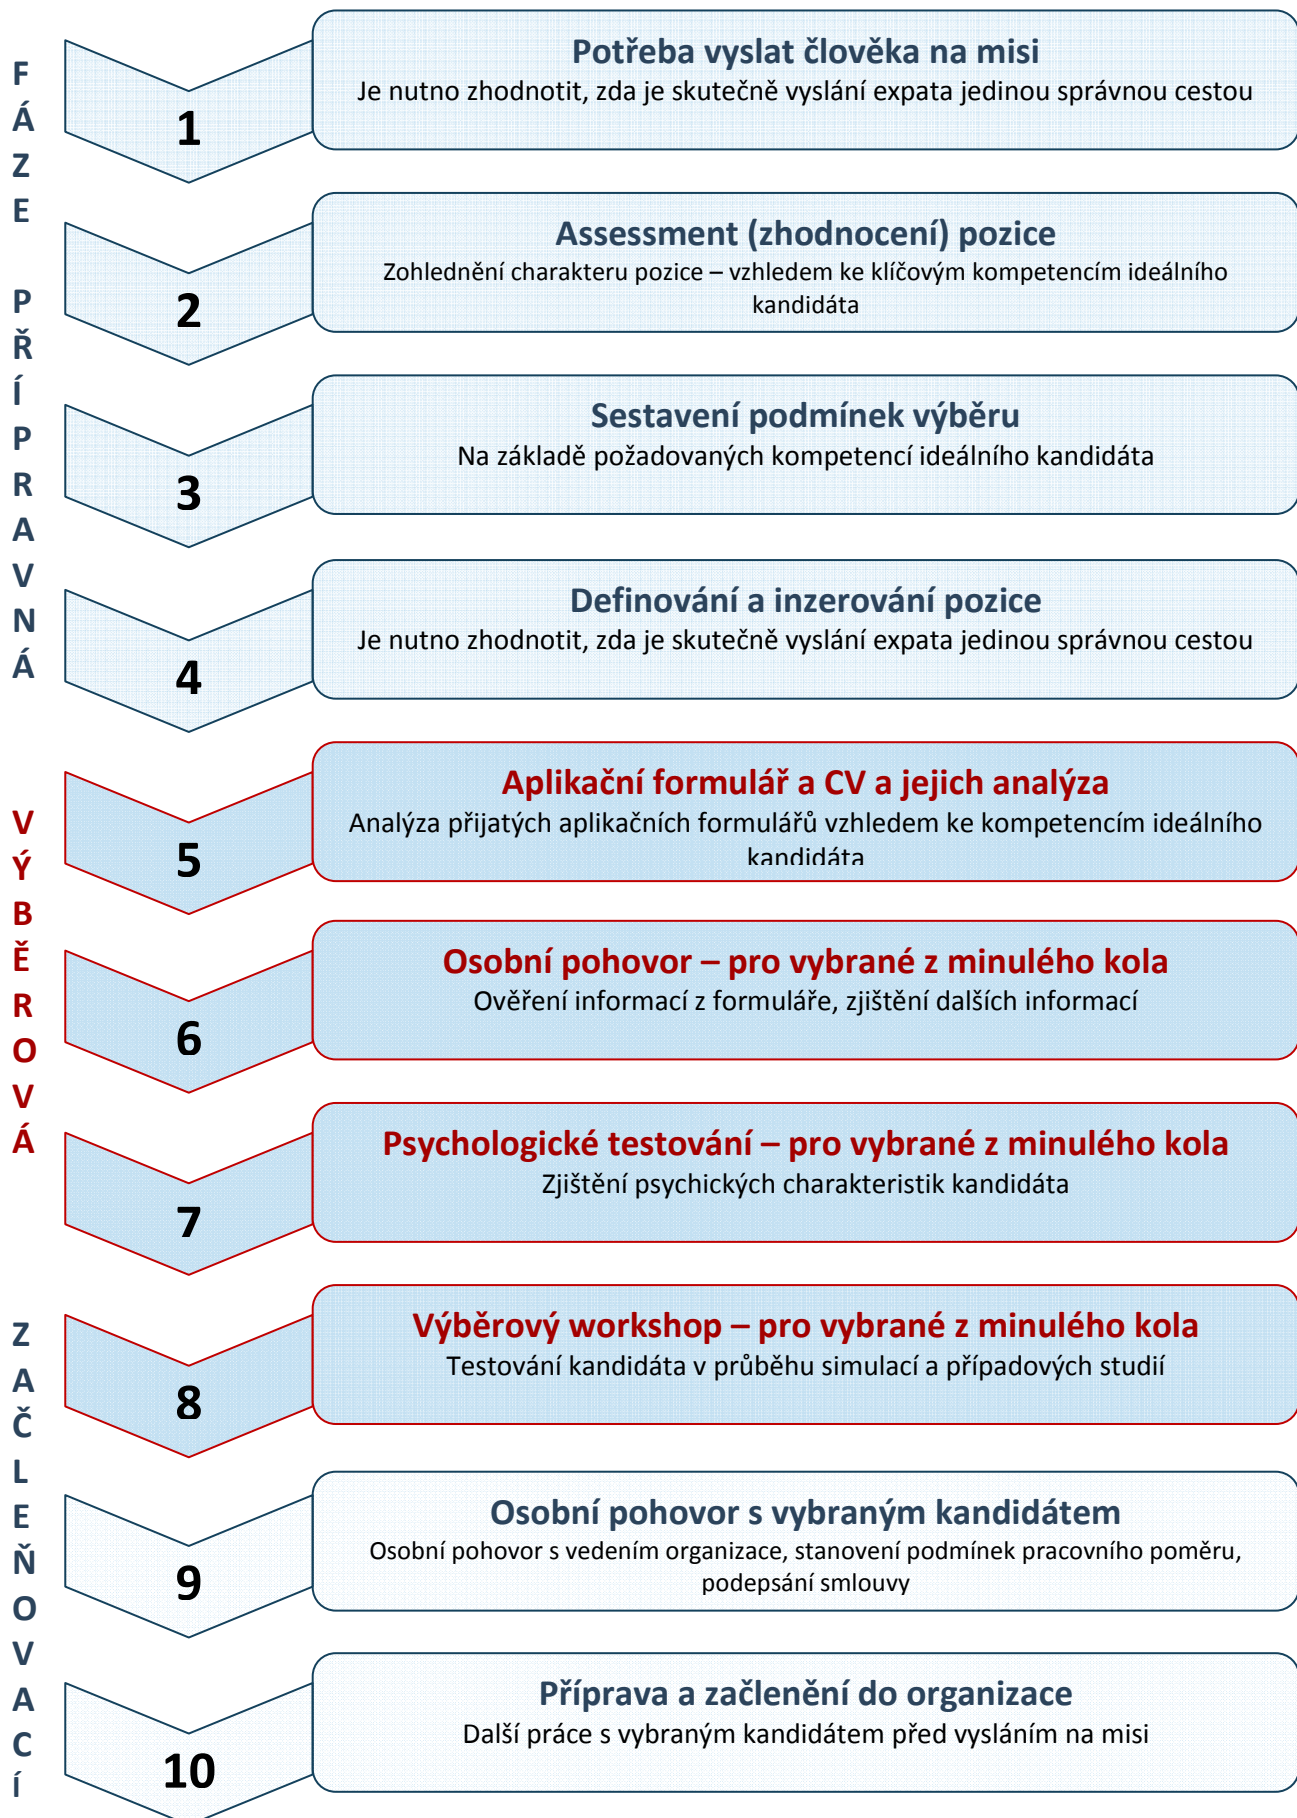 FÁZE PŘÍPRAVNÁ
1
Potřeba vyslat člověka na misi
Je nutno zhodnotit, zda je skutečně vyslání expata jedinou správnou cestou
2
Assessment (zhodnocení) pozice
Zohlednění charakteru pozice – vzhledem ke klíčovým kompetencím ideálního
kandidáta
3
Sestavení podmínek výběru
Na základě požadovaných kompetencí ideálního kandidáta
4
Definování a inzerování pozice
Je nutno zhodnotit, zda je skutečně vyslání expata jedinou správnou cestou
VÝBĚROVÁ
5
Aplikační formulář a CV a jejich analýza
Analýza přijatých aplikačních formulářů vzhledem ke kompetencím ideálního
kandidáta
6
Osobní pohovor – pro vybrané z minulého kola
Ověření informací z formuláře, zjištění dalších informací
7
Psychologické testování – pro vybrané z minulého kola
Zjištění psychických charakteristik kandidáta
8
Výběrový workshop – pro vybrané z minulého kola
Testování kandidáta v průběhu simulací a případových studií
ZAČLEŇOVACÍ
9
Osobní pohovor s vybraným kandidátem
Osobní pohovor s vedením organizace, stanovení podmínek pracovního poměru,
podepsání smlouvy
10
Příprava a začlenění do organizace
Další práce s vybraným kandidátem před vysláním na misi